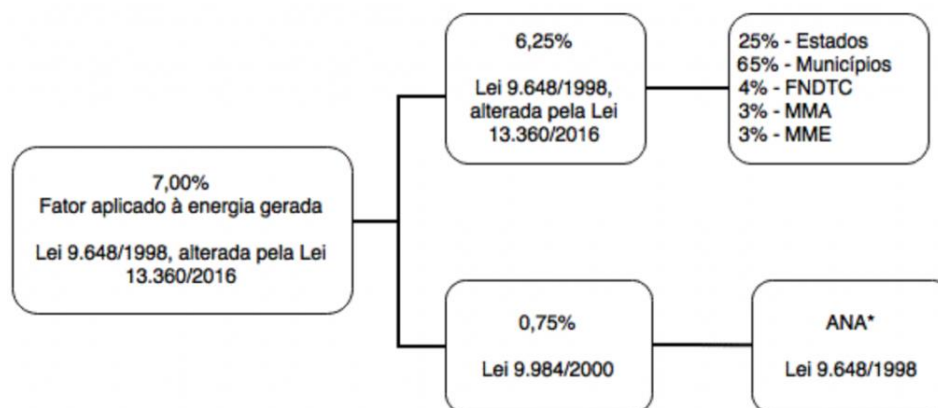 7,00%
Fator aplicado à energia gerada
Lei 9.648/1998, alterada pela Lei
13.360/2016
6,25%
Lei 9.648/1998,
alterada pela Lei
13.360/2016
25% - Estados
65% - Municípios
4% - FNDTC
3% - MMA
3% - MME
0,75%
Lei 9.984/2000
ANA*
Lei 9.648/1998